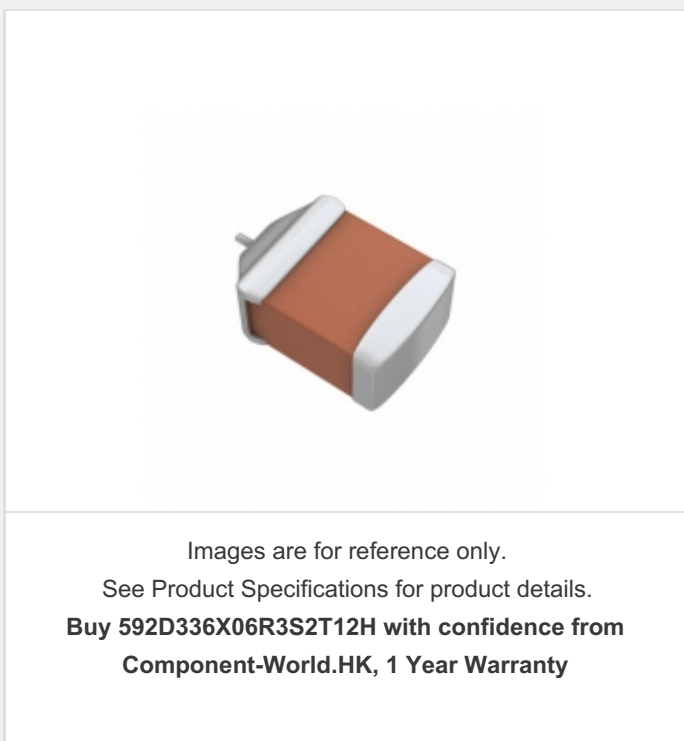 Images are for reference only.
See Product Specifications for product details.
Buy 592D336X06R3S2T12H with confidence from
Component-World.HK, 1 Year Warranty